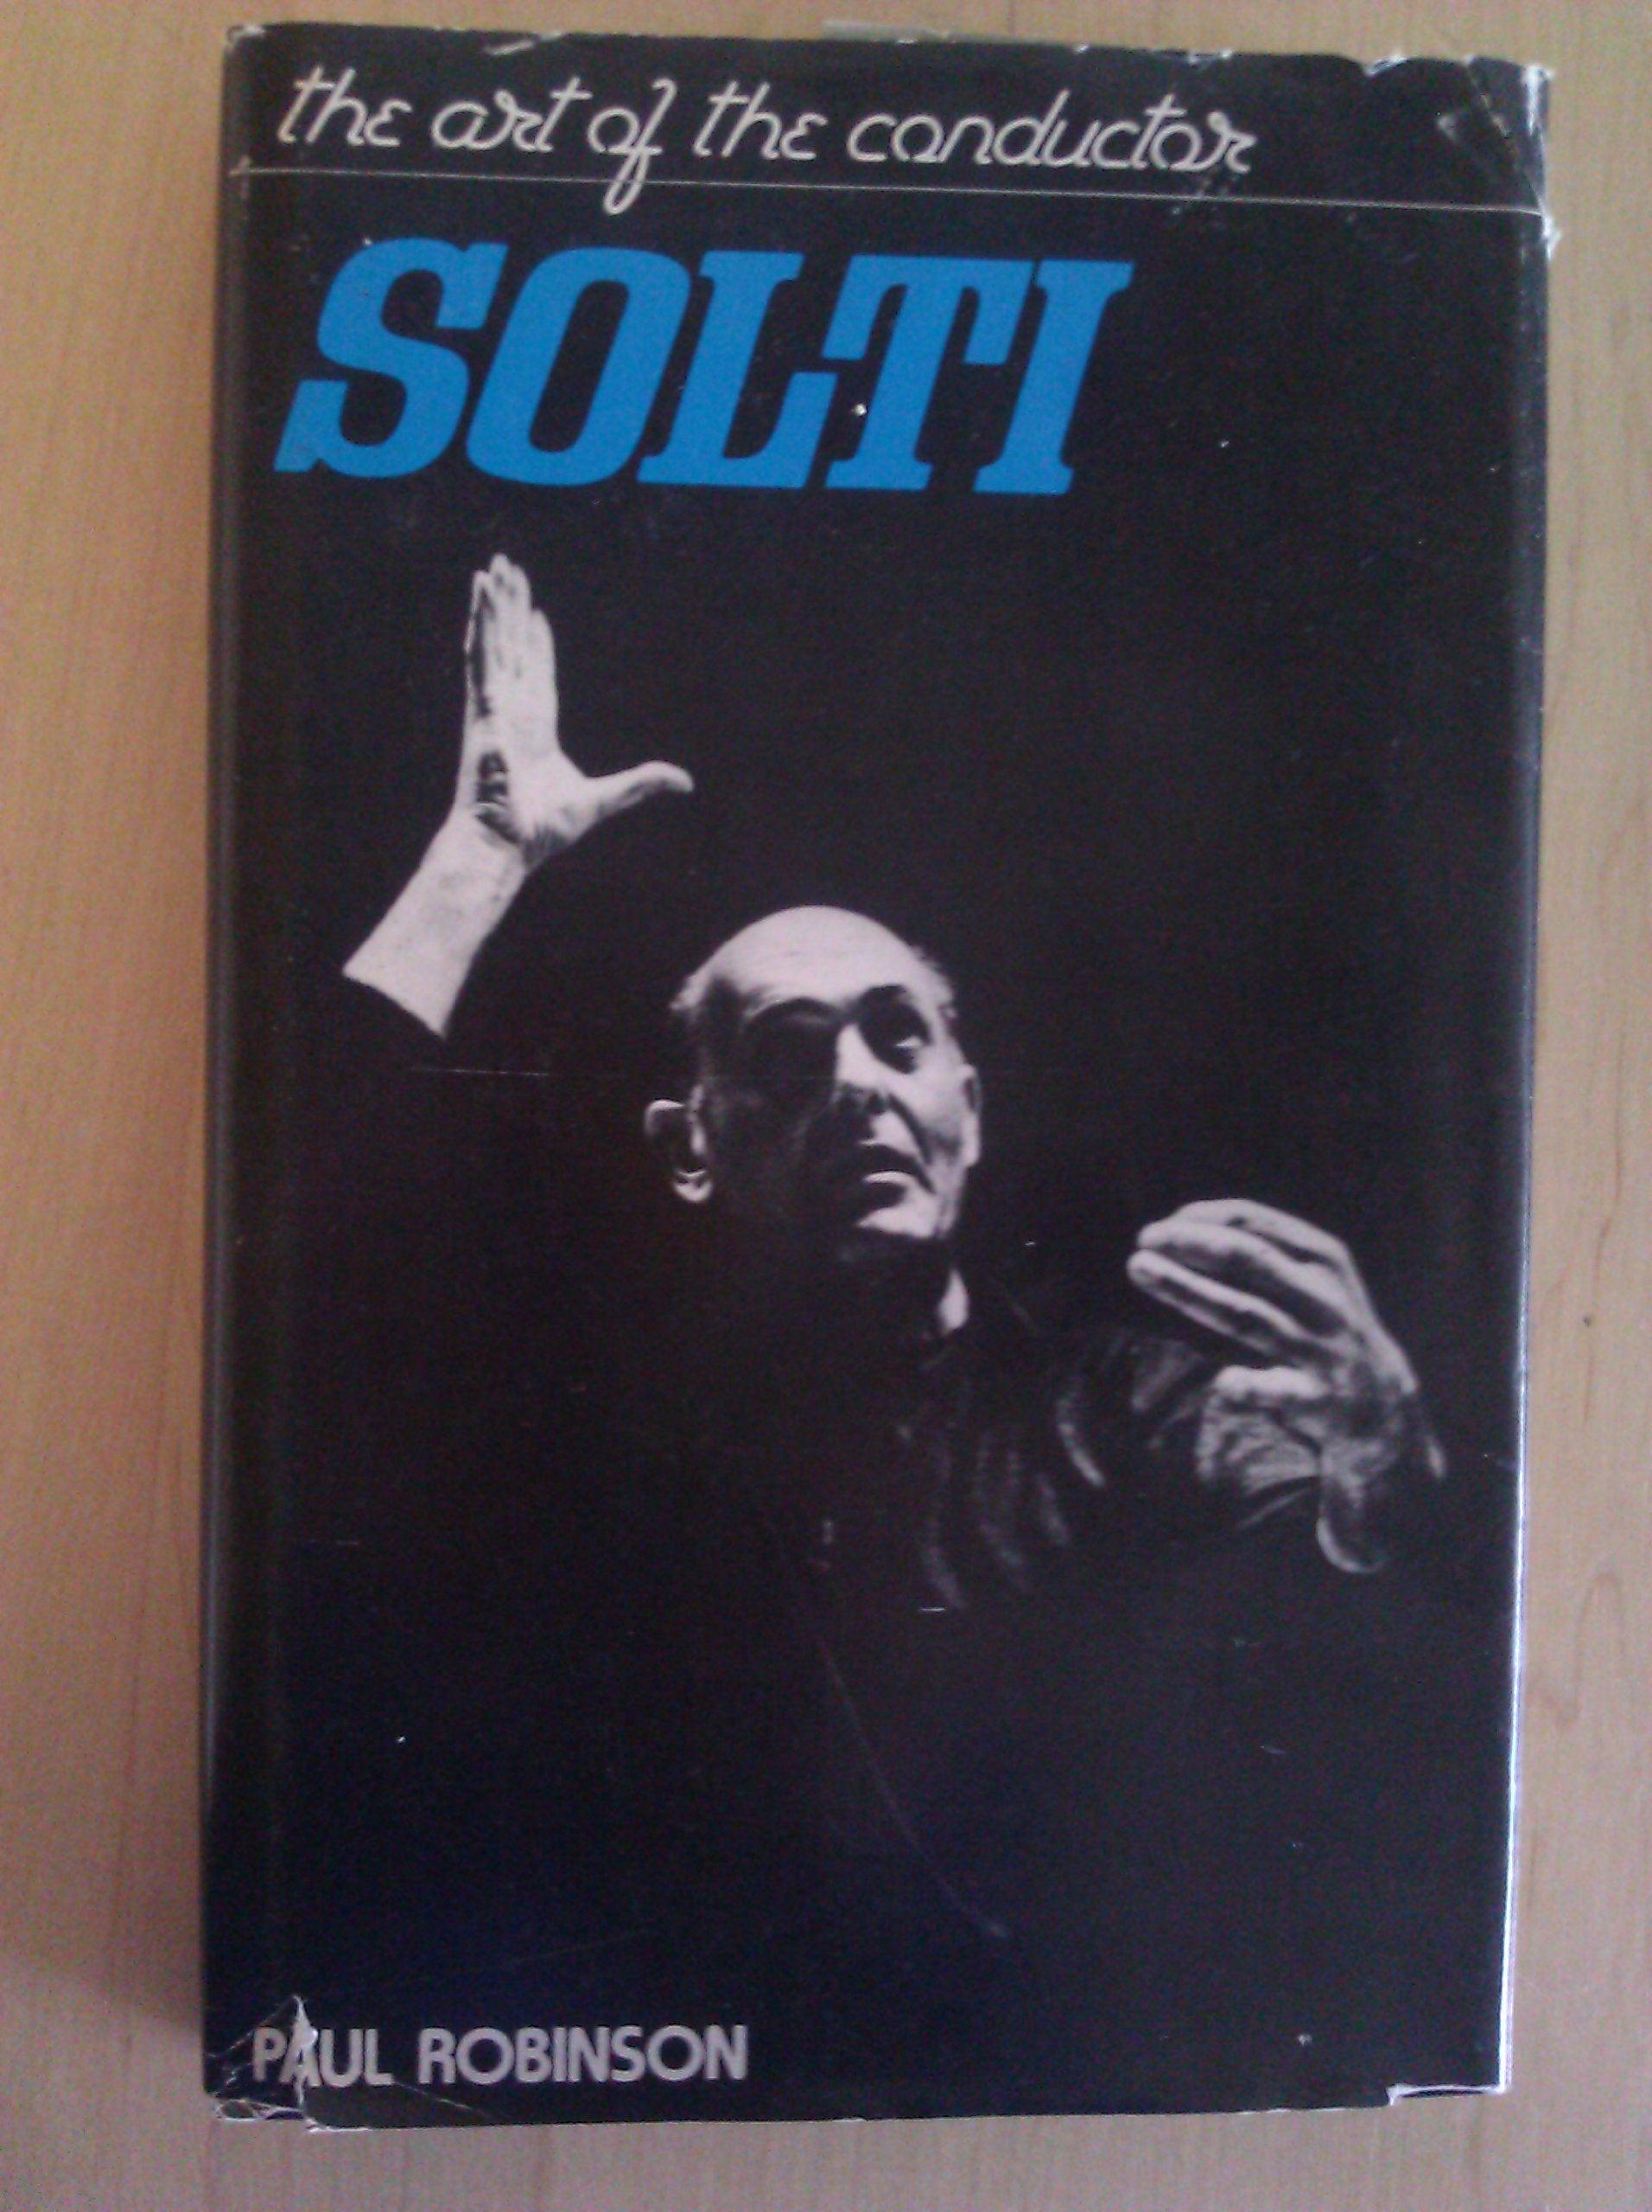 the art of the conductor
SOLTI
PAUL ROBINSON